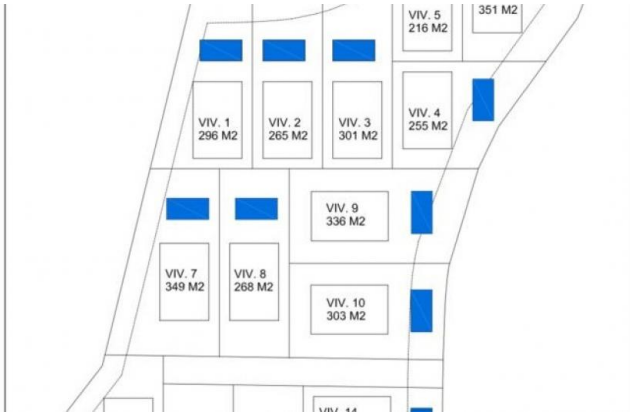 VIV. 5
216 M2
351 M2
VIV. 1
296 M2
VIV. 2
265 M2
VIV. 3
301 M2
VIV. 4
255 M2
VIV. 9
336 M2
VIV. 7
349 M2
VIV. 8
268 M2
VIV. 10
303 M2
VIV. 14